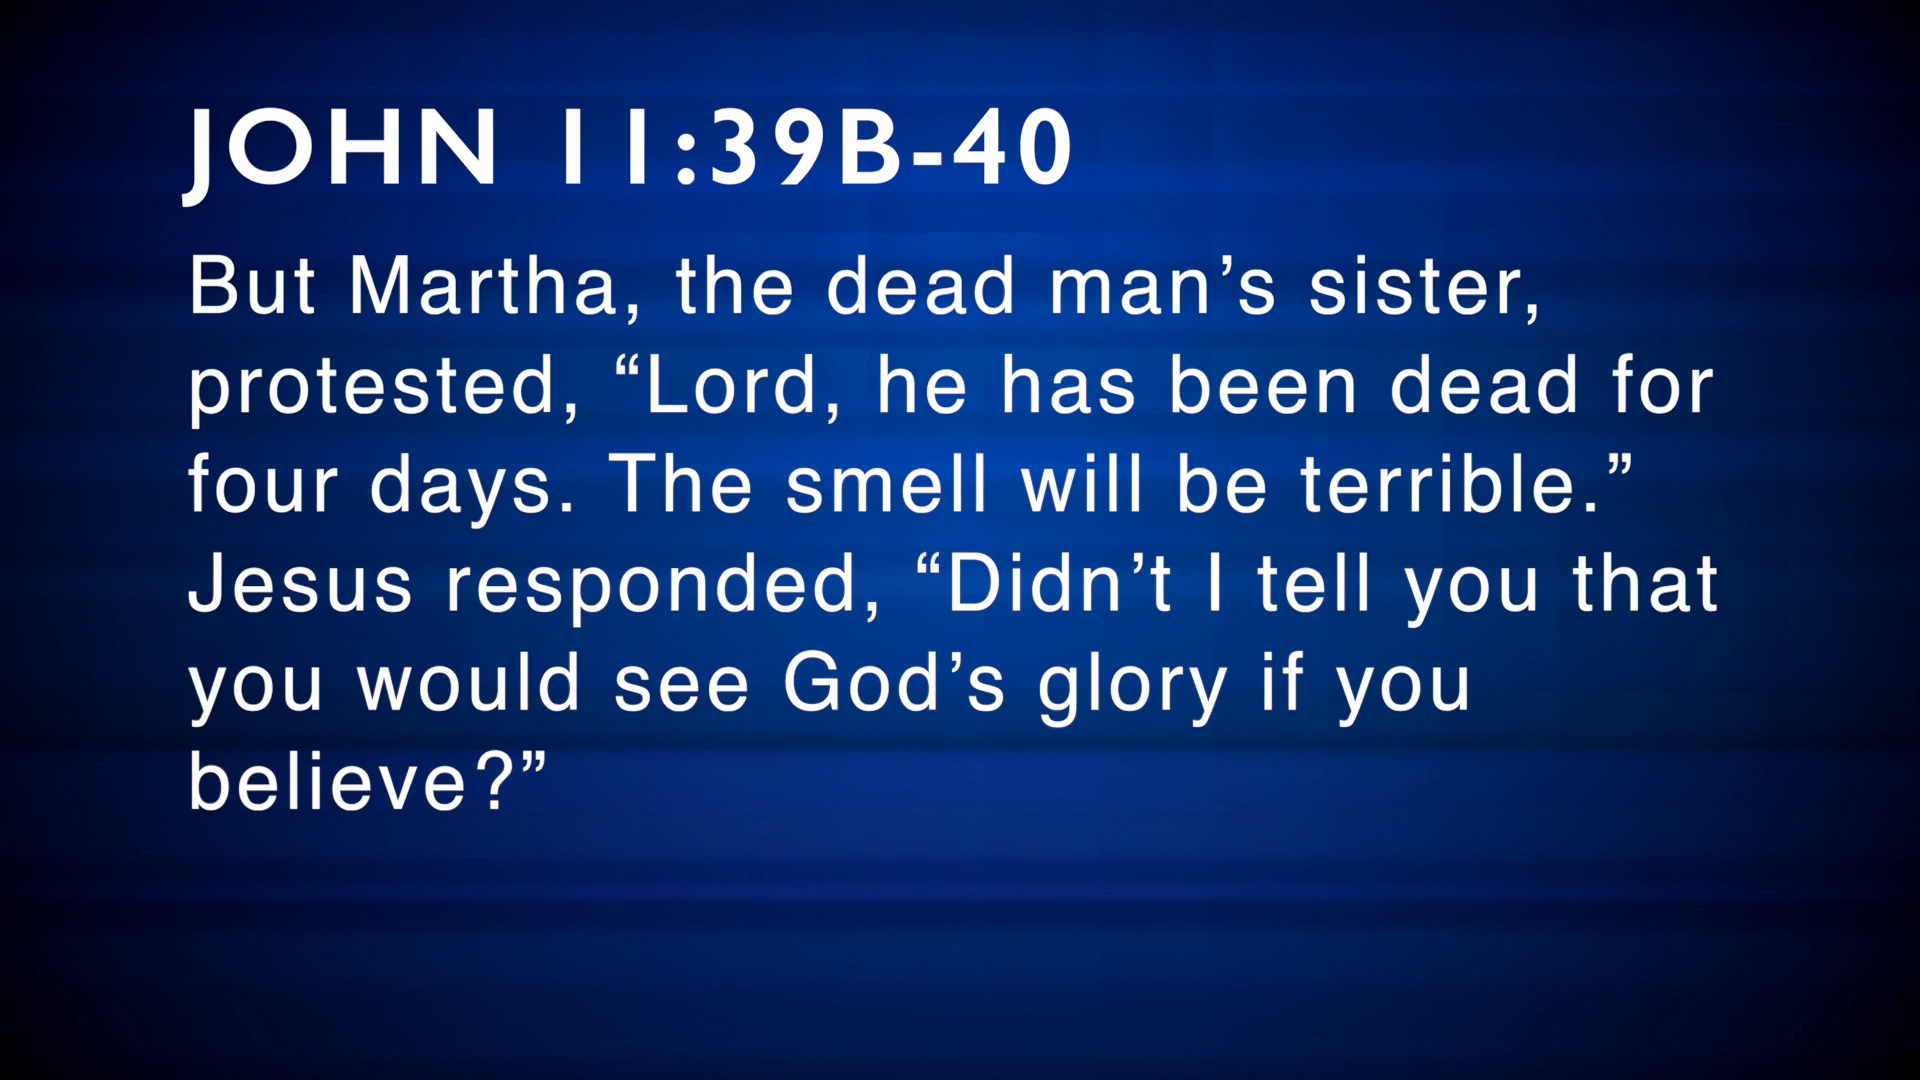 JOHN 11:39B-40
But Martha, the dead man’s sister,
protested, “Lord, he has been dead for
four days. The smell will be terrible.”
Jesus responded, “Didn’t I tell you that
you would see God’s glory if you
believe?”